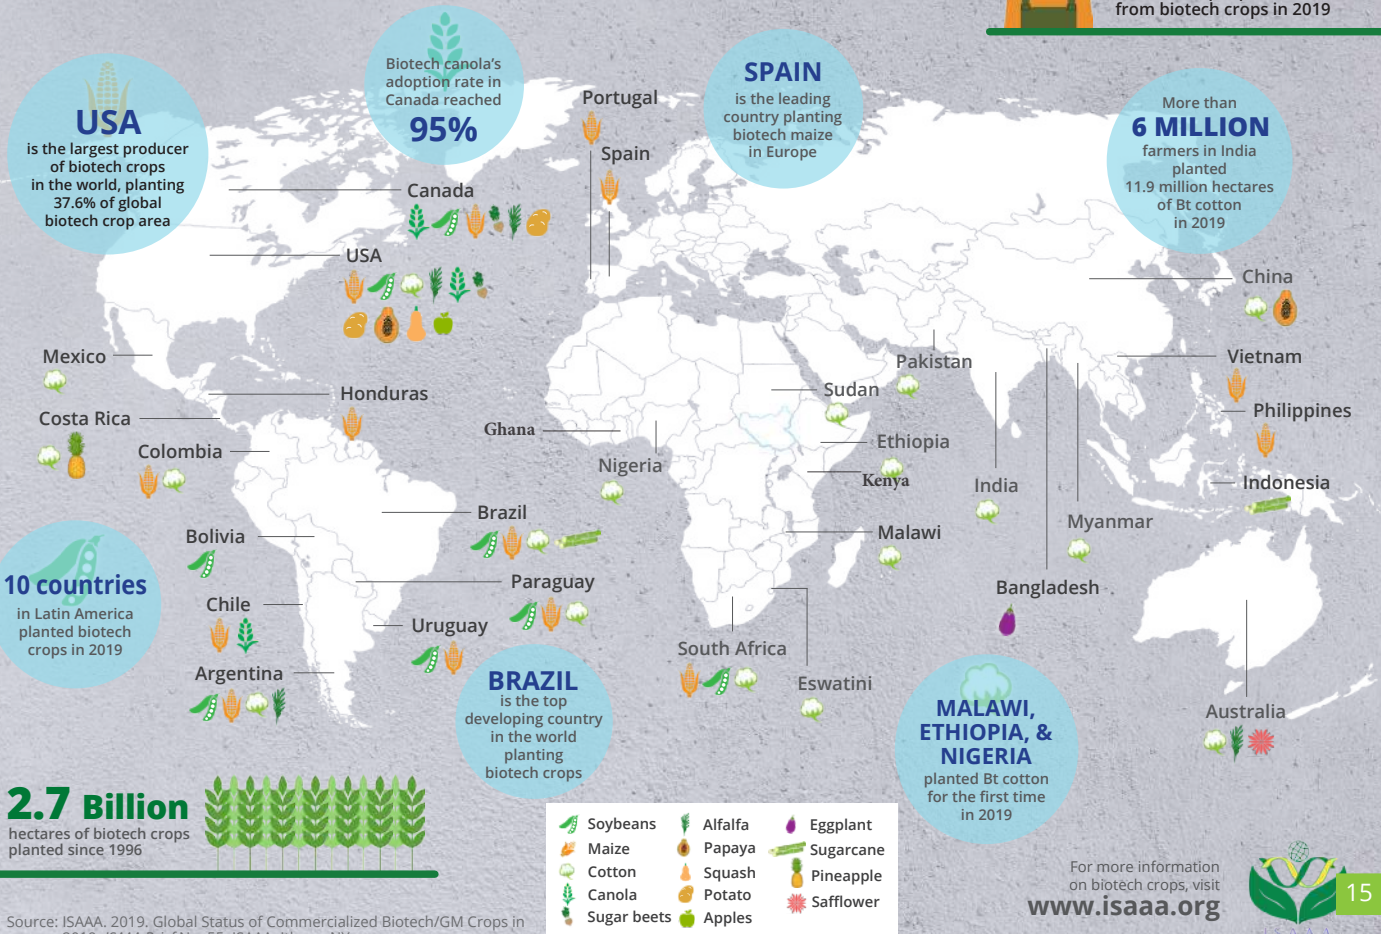 from biotech crops in 2019
USA
is the largest producer
of biotech crops
in the world, planting
37.6% of global
biotech crop area
Biotech canola's
adoption rate in
Canada reached
95%
SPAIN
is the leading
country planting
biotech maize
in Europe
More than
6 MILLION
farmers in India
planted
11.9 million hectares
of Bt cotton
in 2019
Portugal
Spain
Canada
USA
China
Mexico
Honduras
Costa Rica
Colombia
Ghana
Nigeria
Sudan
Pakistan
Ethiopia
Kenya
Vietnam
Philippines
India
Indonesia
Myanmar
Malawi
Bangladesh
Brazil
Bolivia
Paraguay
Chile
Uruguay
Argentina
South Africa
Eswatini
Australia
10 countries
in Latin America
planted biotech
crops in 2019
BRAZIL
is the top
developing country
in the world
planting
biotech crops
MALAWI,
ETHIOPIA, &
NIGERIA
planted Bt cotton
for the first time
in 2019
2.7 Billion
hectares of biotech crops
planted since 1996
Soybeans
Maize
Cotton
Canola
Sugar beets
Alfalfa
Papaya
Squash
Potato
Apples
Eggplant
Sugarcane
Pineapple
Safflower
For more information
on biotech crops, visit
www.isaaa.org
15
Source: ISAAA. 2019. Global Status of Commercialized Biotech/GM Crops in